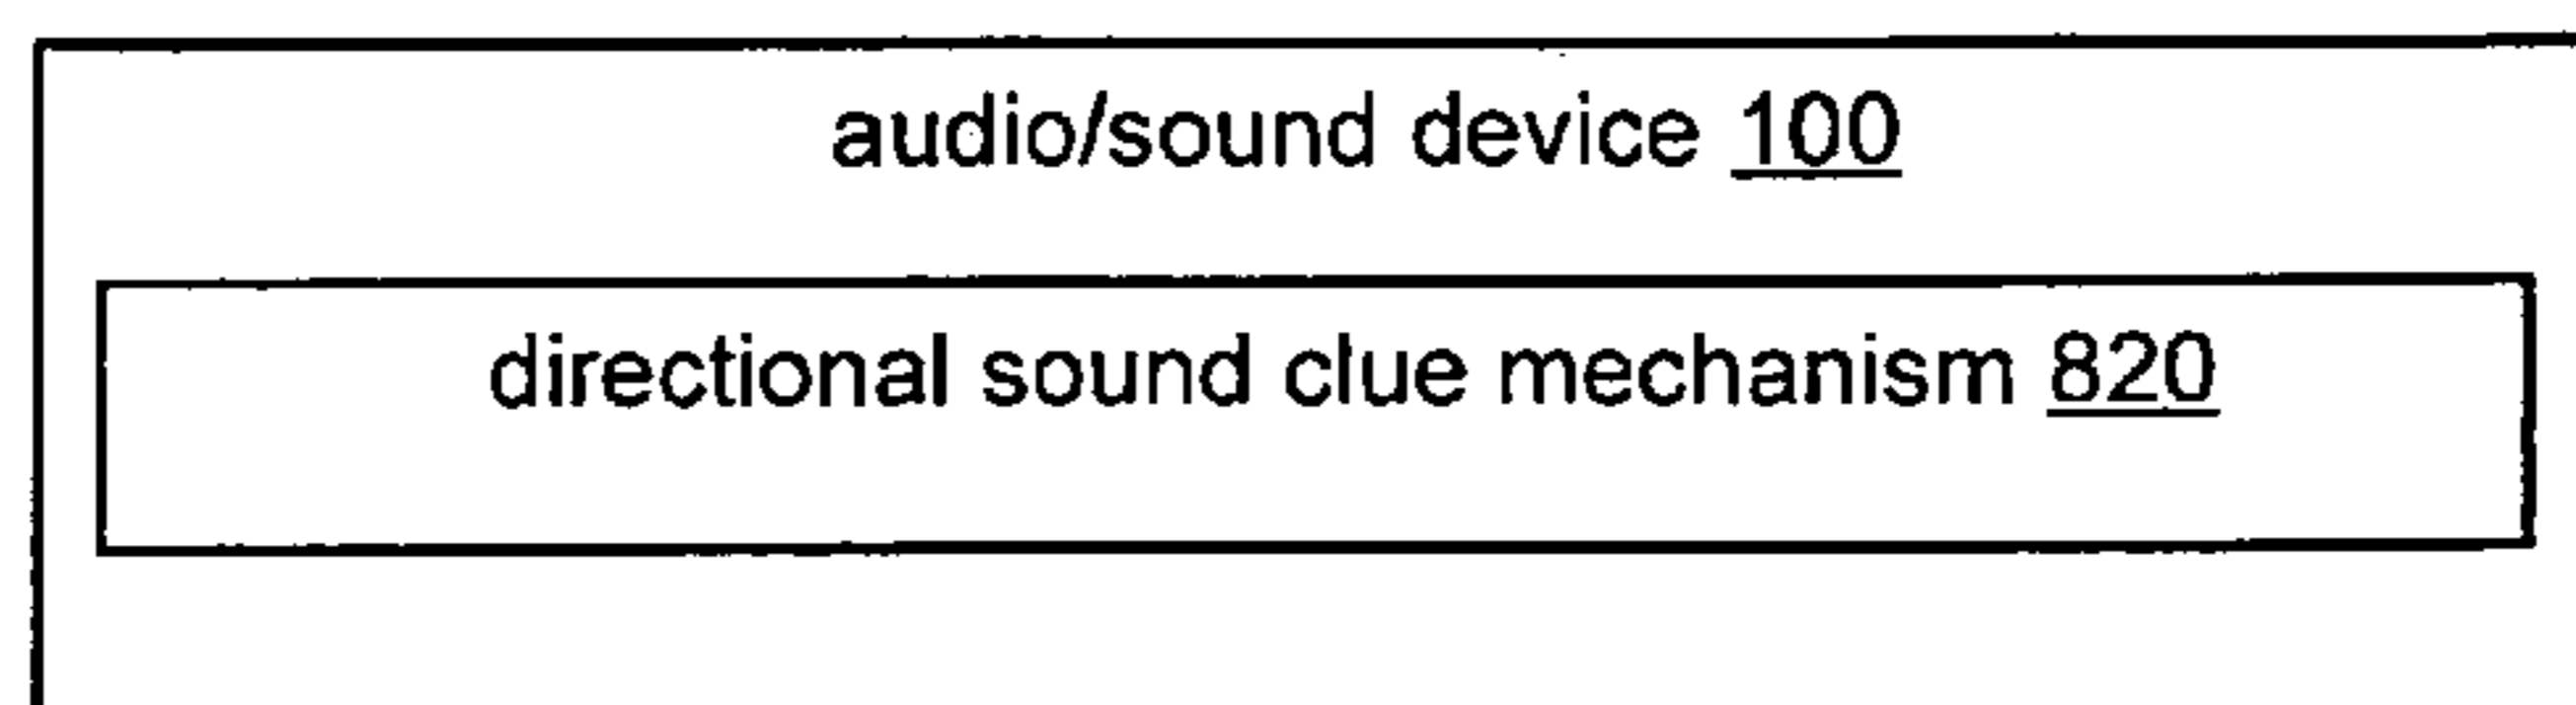 audio/sound device 100
directional sound clue mechanism 820